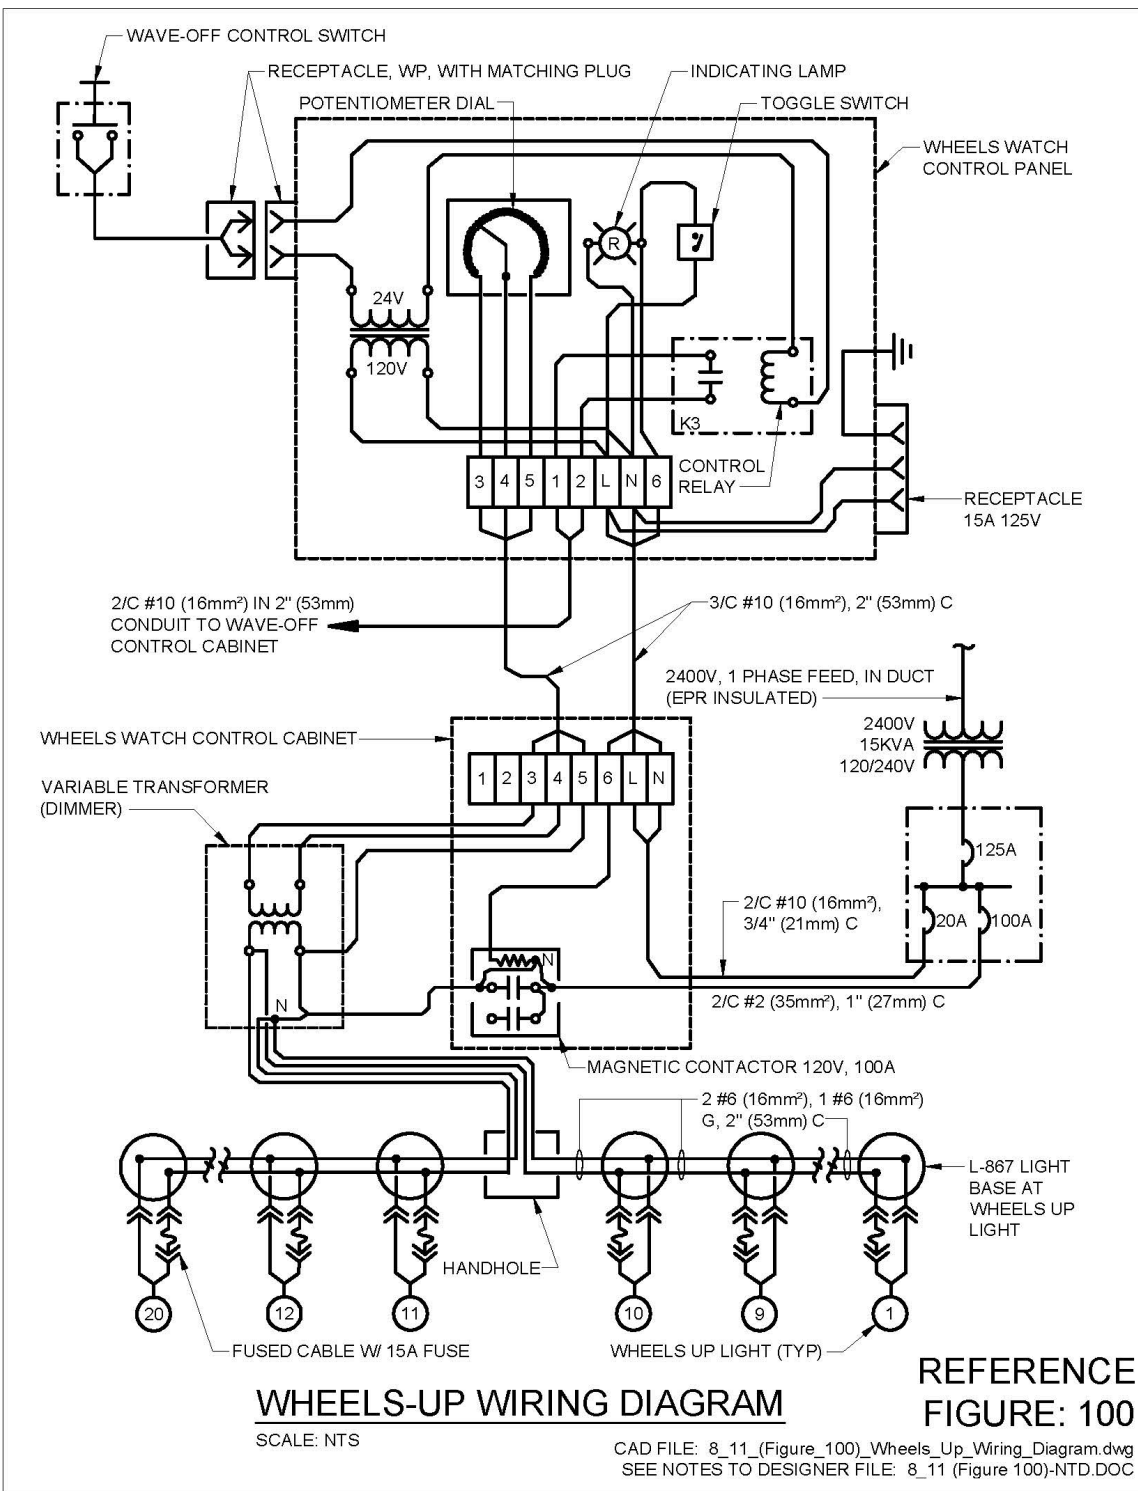 WAVE-OFF CONTROL SWITCH
RECEPTACLE, WP, WITH MATCHING PLUG
INDICATING LAMP
POTENTIOMETER DIAL
TOGGLE SWITCH
WHEELS WATCH
CONTROL PANEL
R
24V
120V
K3
CONTROL
RELAY
3 4 5 1 2 L N 6
RECEPTACLE
15A 125V
2/C #10 (16mm²) IN 2" (53mm)
CONDUIT TO WAVE-OFF
CONTROL CABINET
3/C #10 (16mm²), 2" (53mm) C
2400V, 1 PHASE FEED, IN DUCT
(EPR INSULATED)
2400V
15KVA
120/240V
WHEELS WATCH CONTROL CABINET
1 2 3 4 5 6 L N
VARIABLE TRANSFORMER
(DIMMER)
125A
20A
100A
2/C #10 (16mm²),
3/4" (21mm) C
N
N
2/C #2 (35mm²), 1" (27mm) C
MAGNETIC CONTACTOR 120V, 100A
2 #6 (16mm²), 1 #6 (16mm²)
G, 2" (53mm) C
L-867 LIGHT
BASE AT
WHEELS UP
LIGHT
HANDHOLE
20 12 11 10 9 1
FUSED CABLE W/ 15A FUSE
WHEELS UP LIGHT (TYP)
WHEELS-UP WIRING DIAGRAM
SCALE: NTS
REFERENCE
FIGURE: 100
CAD FILE: 8_11_(Figure_100)_Wheels_Up_Wiring_Diagram.dwg
SEE NOTES TO DESIGNER FILE: 8_11 (Figure 100)-NTD.DOC